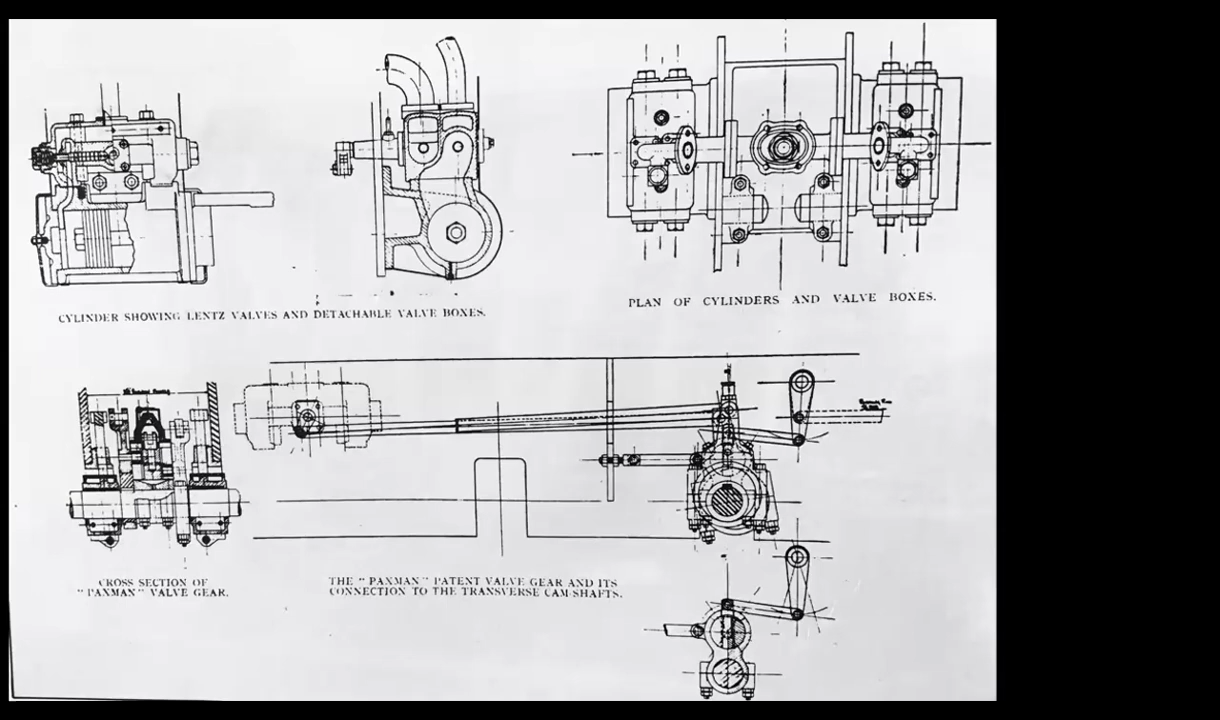 CYLINDER SHOWING LENTZ VALVES AND DETACHABLE VALVE BOXES.
PLAN OF CYLINDERS AND VALVE BOXES.
CROSS SECTION OF
"PAXMAN" VALVE GEAR.
THE "PAXMAN" PATENT VALVE GEAR AND ITS
CONNECTION TO THE TRANSVERSE CAM SHAFTS.